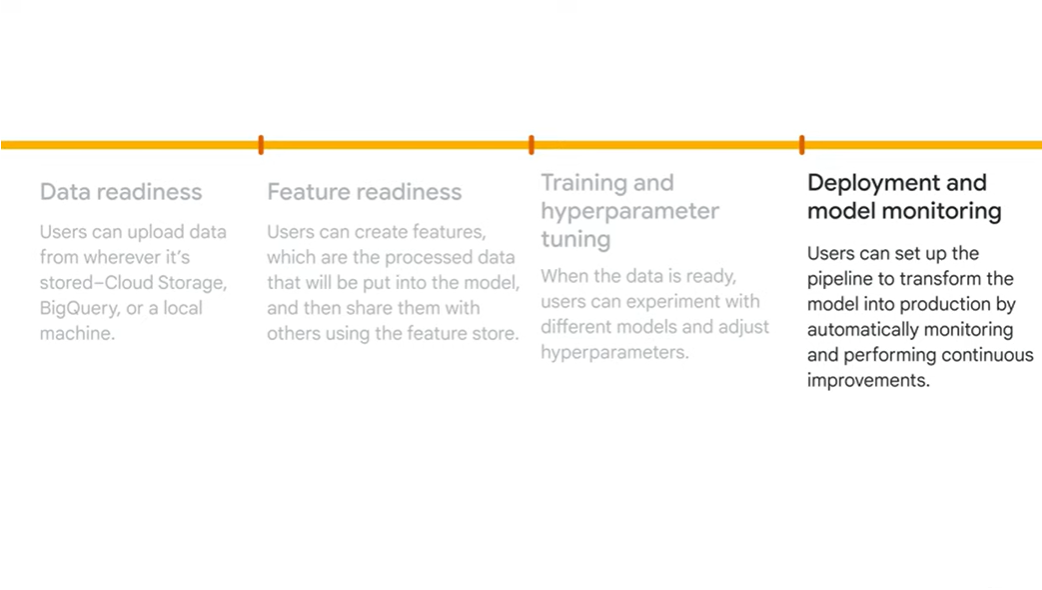 Data readiness
Users can upload data
from wherever it's
stored–Cloud Storage,
BigQuery, or a local
machine.
Feature readiness
Users can create features,
which are the processed data
that will be put into the model,
and then share them with
others using the feature store.
Training and
hyperparameter
tuning
When the data is ready,
users can experiment with
different models and adjust
hyperparameters.
Deployment and
model monitoring
Users can set up the
pipeline to transform the
model into production by
automatically monitoring
and performing continuous
improvements.